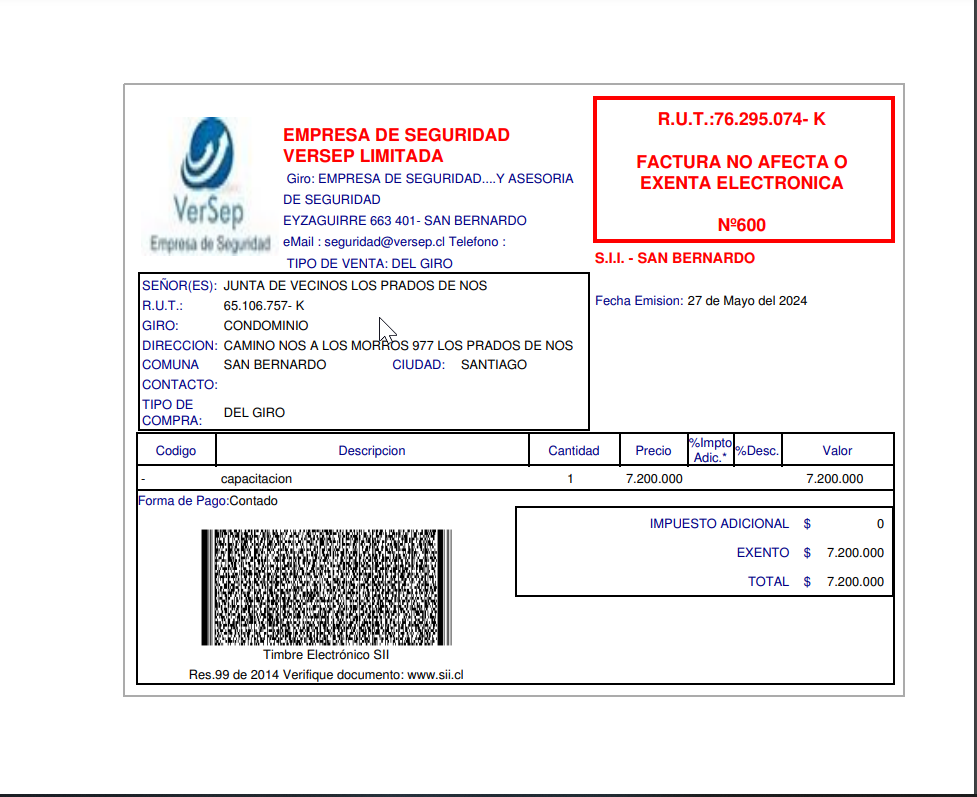 VerSep
Empresa de Seguridad
EMPRESA DE SEGURIDAD
VERSEP LIMITADA
Giro: EMPRESA DE SEGURIDAD....Y ASESORIA
DE SEGURIDAD
EYZAGUIRRE 663 401- SAN BERNARDO
eMail : seguridad@versep.cl Telefono :
TIPO DE VENTA: DEL GIRO
R.U.T.:76.295.074- K
FACTURA NO AFECTA O
EXENTA ELECTRONICA
Nº600
S.I.I. - SAN BERNARDO
Fecha Emision: 27 de Mayo del 2024
SEÑOR(ES): JUNTA DE VECINOS LOS PRADOS DE NOS
R.U.T.: 65.106.757- K
GIRO: CONDOMINIO
DIRECCION: CAMINO NOS A LOS MORROS 977 LOS PRADOS DE NOS
COMUNA SAN BERNARDO CIUDAD: SANTIAGO
CONTACTO:
TIPO DE
COMPRA: DEL GIRO
Codigo Descripcion Cantidad Precio %Impto Adic.* %Desc. Valor
- capacitacion 1 7.200.000 7.200.000
Forma de Pago:Contado
IMPUESTO ADICIONAL $ 0
EXENTO $ 7.200.000
TOTAL $ 7.200.000
Timbre Electrónico SII
Res.99 de 2014 Verifique documento: www.sii.cl